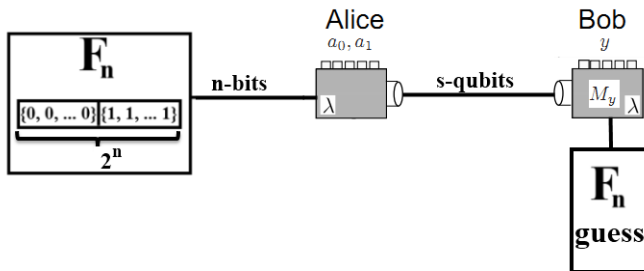 F_n
{0, 0, ... 0}{1, 1, ... 1}
2^n
n-bits
Alice
a_0, a_1
λ
s-qubits
Bob
y
M_y
λ
F_n
guess